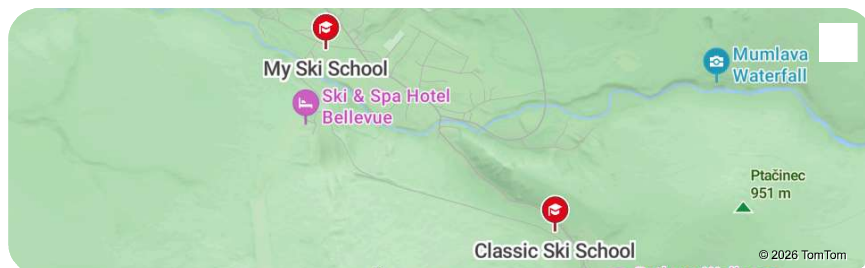 My Ski School
Ski & Spa Hotel
Bellevue
Mumlava
Waterfall
Ptačinec
951 m
Classic Ski School
© 2026 TomTom